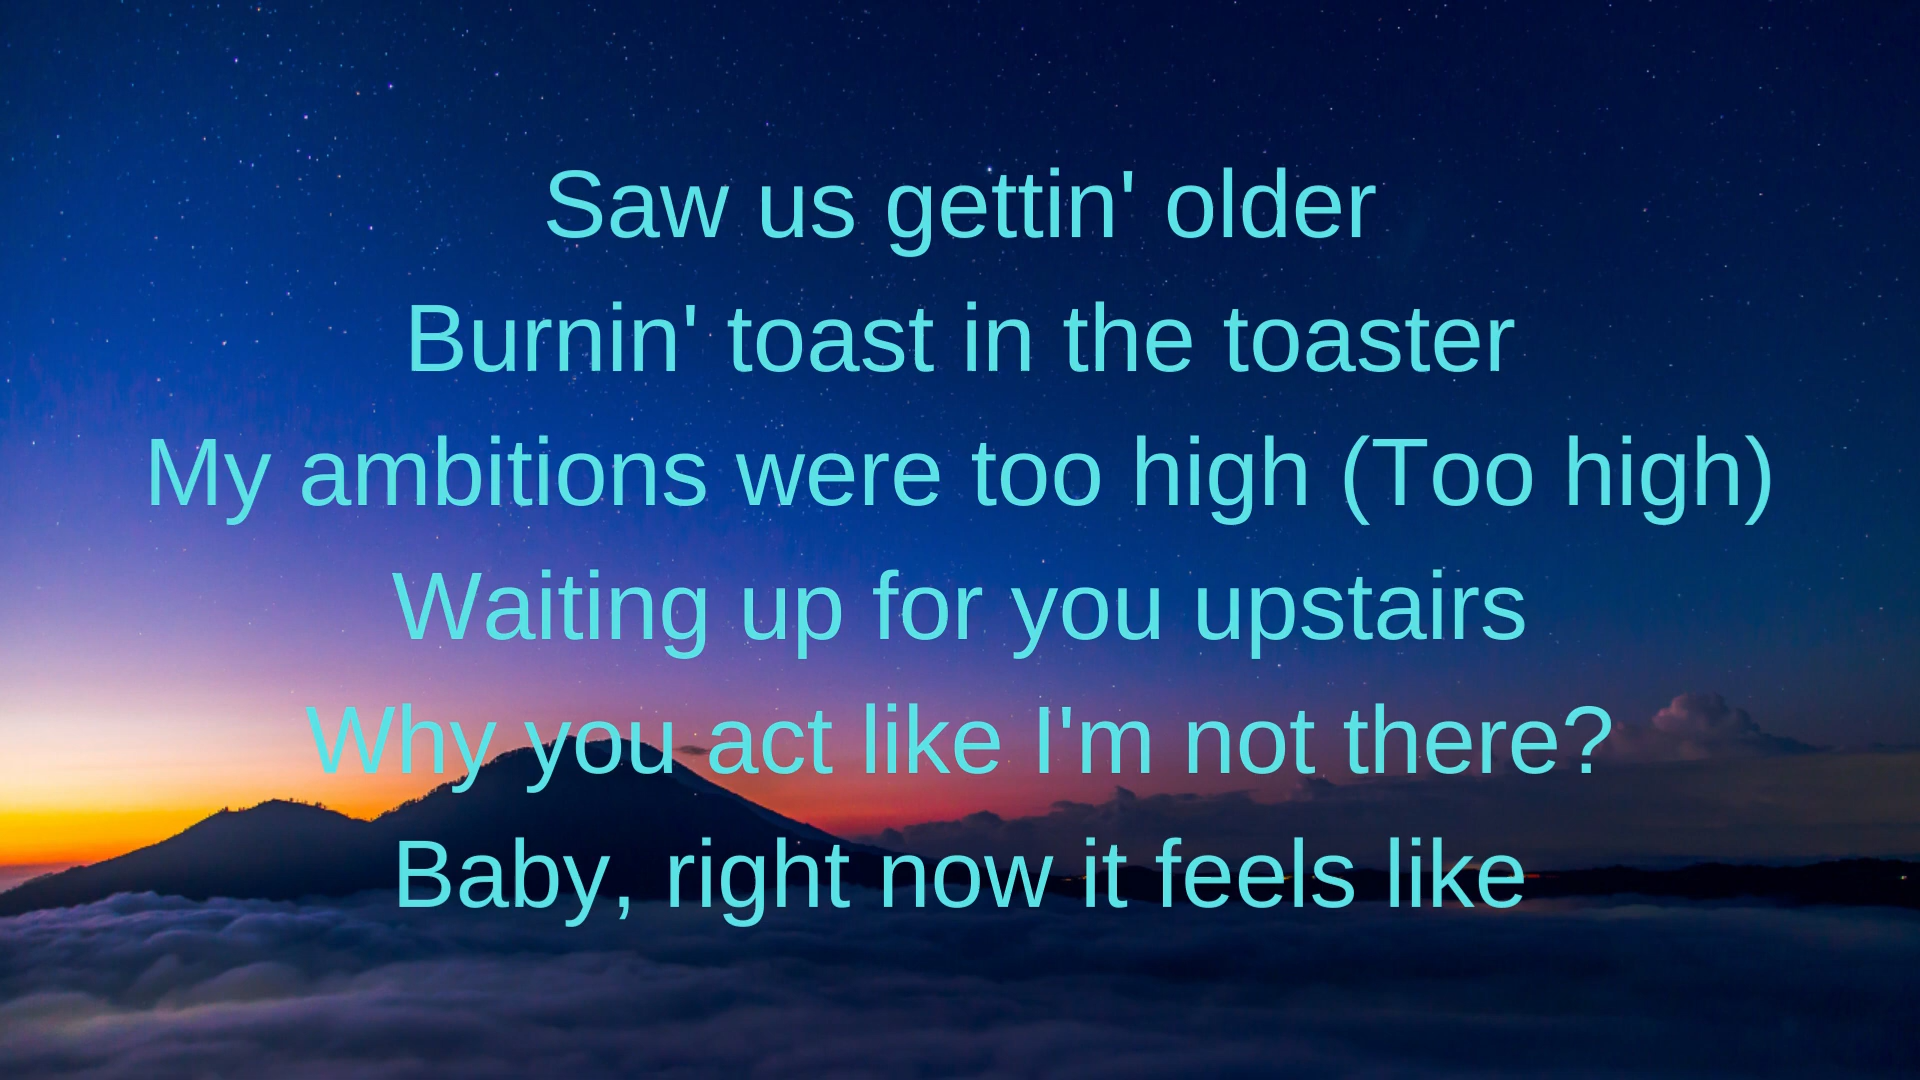 Saw us gettin' older
Burnin' toast in the toaster
My ambitions were too high (Too high)
Waiting up for you upstairs
Why you act like I'm not there?
Baby, right now it feels like